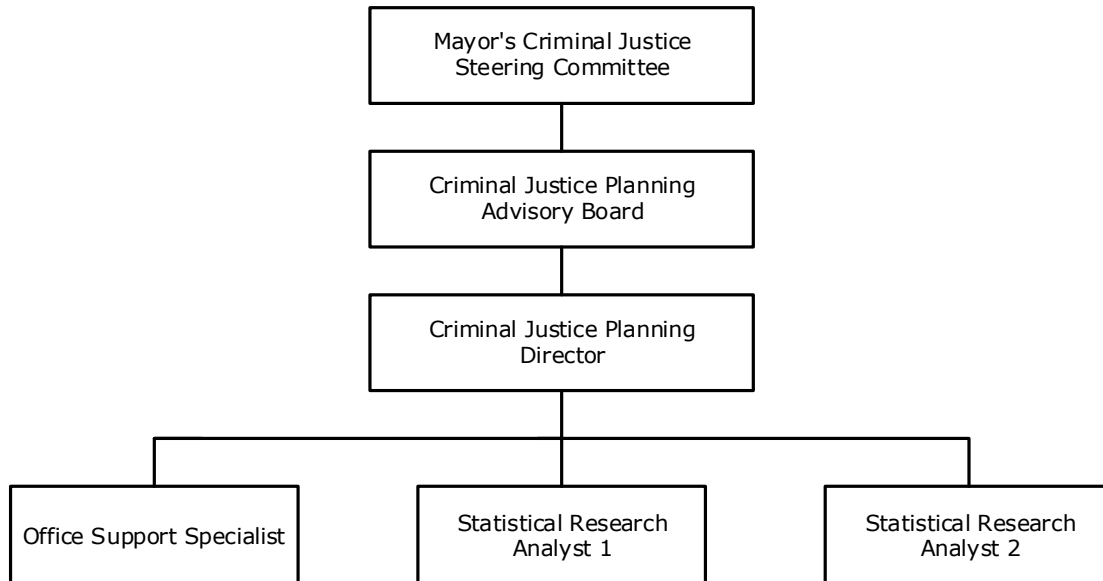 Mayor's Criminal Justice
Steering Committee
Criminal Justice Planning
Advisory Board
Criminal Justice Planning
Director
Office Support Specialist
Statistical Research
Analyst 1
Statistical Research
Analyst 2